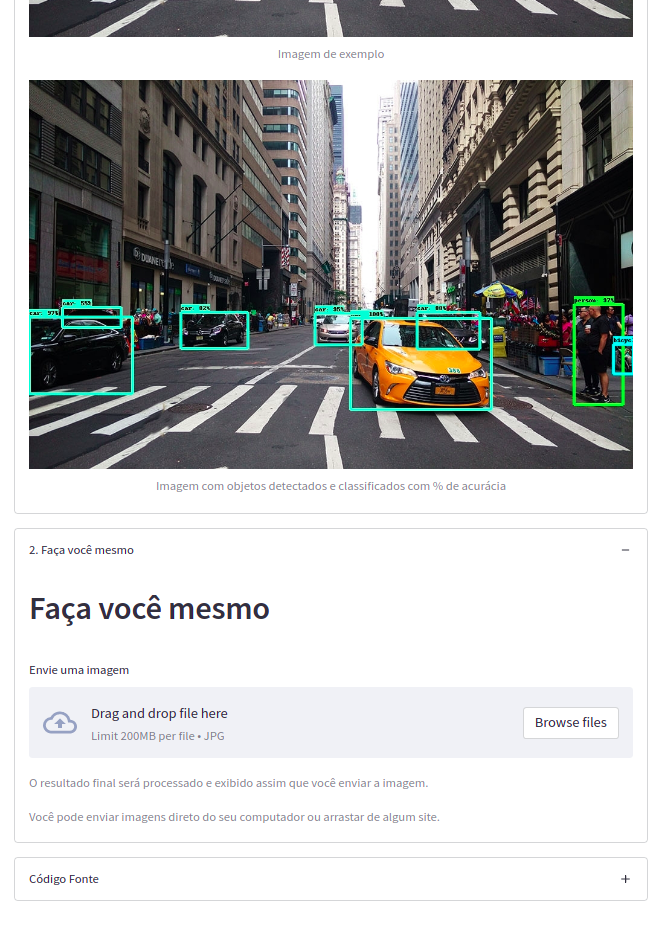 Imagem de exemplo
car: 55%
car: 97%
car: 82%
car: 95%
100%
car: 80%
person: 97%
bicycl
DUANE
Imagem com objetos detectados e classificados com % de acurácia
2. Faça você mesmo
Faça você mesmo
Envie uma imagem
Drag and drop file here
Limit 200MB per file • JPG
Browse files
O resultado final será processado e exibido assim que você enviar a imagem.
Você pode enviar imagens direto do seu computador ou arrastar de algum site.
Código Fonte